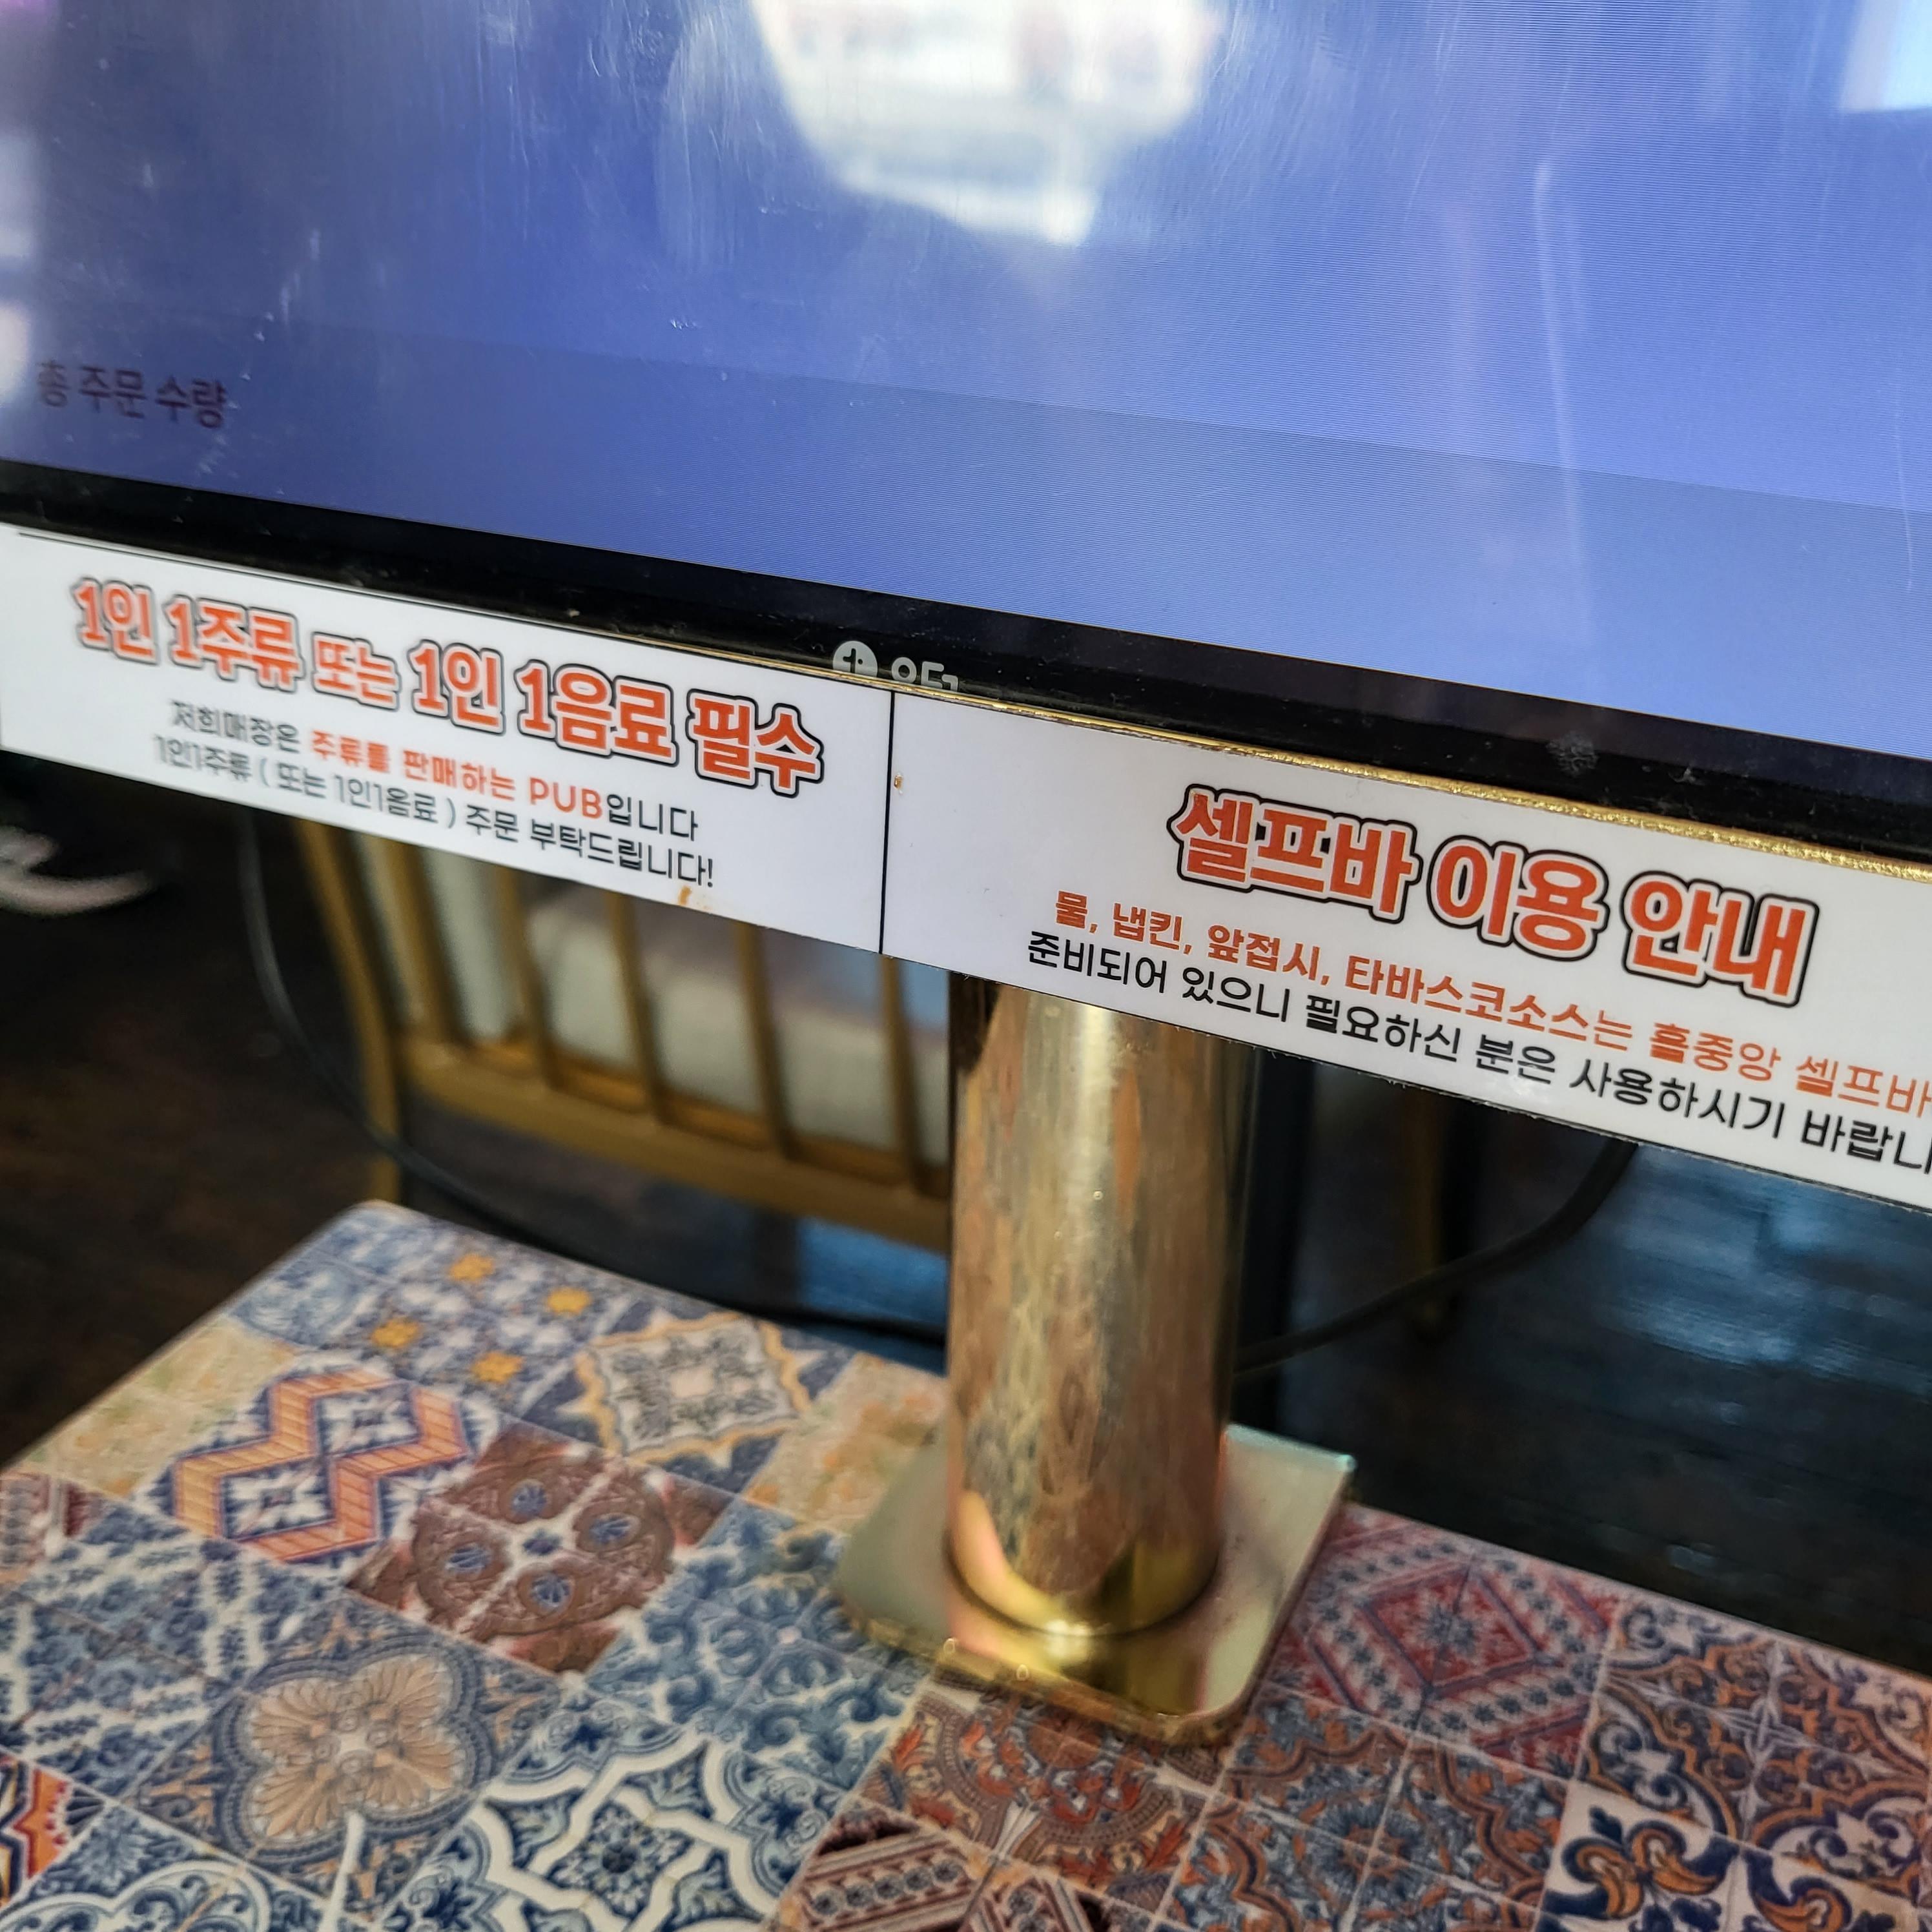 총 주문 수량
1인 1주류 또는 1인 1음료 필수
저희매장은 주류를 판매하는 PUB입니다
1인1주류 ( 또는 1인1음료 ) 주문 부탁드립니다!
셀프바 이용 안내
물, 냅킨, 앞접시, 타바스코소스는 홀중앙 셀프바
준비되어 있으니 필요하신 분은 사용하시기 바랍니